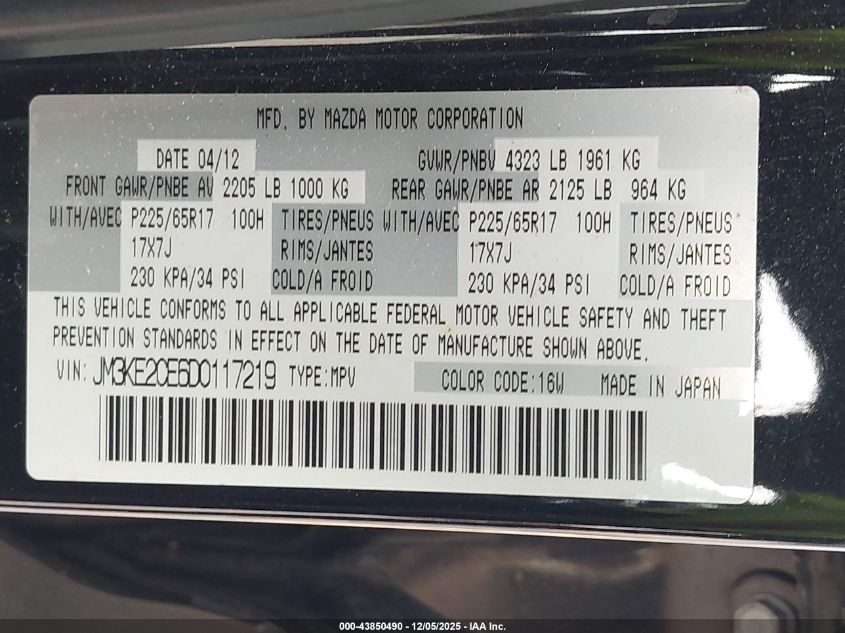 MFD. BY MAZDA MOTOR CORPORATION
DATE 04/12 GVWR/PNBV 4323 LB 1961 KG
FRONT GAWR/PNBE AV 2205 LB 1000 KG REAR GAWR/PNBE AR 2125 LB 964 KG
WITH/AVEC P225/65R17 100H TIRES/PNEUS WITH/AVEC P225/65R17 100H TIRES/PNEUS
17X7J RIMS/JANTES 17X7J RIMS/JANTES
230 KPA/34 PSI COLD/A FROID 230 KPA/34 PSI COLD/A FROID
THIS VEHICLE CONFORMS TO ALL APPLICABLE FEDERAL MOTOR VEHICLE SAFETY AND THEFT
PREVENTION STANDARDS IN EFFECT ON THE DATE OF MANUFACTURE SHOWN ABOVE.
VIN: JM3KE2CE6D0117219 TYPE:MPV COLOR CODE:16W MADE IN JAPAN
000-43850490 - 12/05/2025 - IAA Inc.